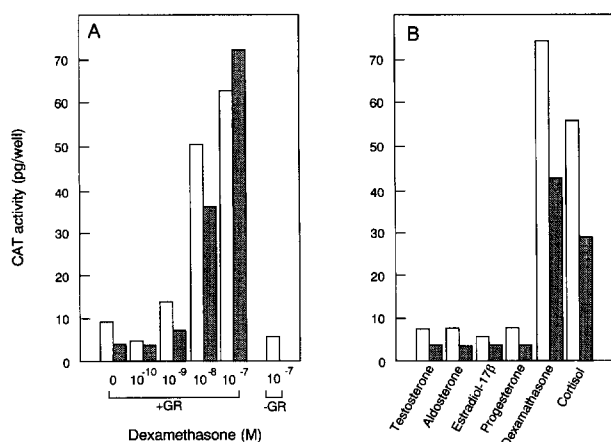 A
CAT activity (pg/well)
70
60
50
40
30
20
10
0
0 10⁻¹⁰ 10⁻⁹ 10⁻⁸ 10⁻⁷ 10⁻⁷
+GR -GR
Dexamethasone (M)
B
70
60
50
40
30
20
10
0
Testosterone
Aldosterone
Estradiol-17β
Progesterone
Dexamathasone
Cortisol